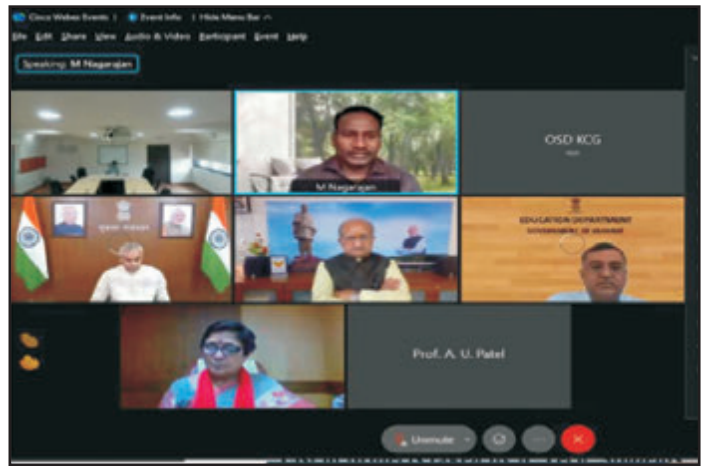 Cisco Webex Events | Event Info | Hide Menu Bar
File Edit Share View Audio & Video Participant Event Help
Speaking: M Nagarajan
M Nagarajan
OSD KCG
EDUCATION DEPARTMENT
GOVERNMENT OF GUJARAT
Prof. A. U. Patel
Unmute